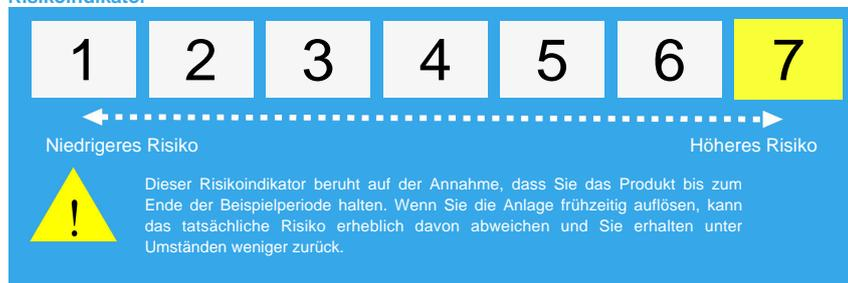 Risikoindikator
1 2 3 4 5 6 7
Niedrigeres Risiko Höheres Risiko
!
Dieser Risikoindikator beruht auf der Annahme, dass Sie das Produkt bis zum
Ende der Beispielperiode halten. Wenn Sie die Anlage frühzeitig auflösen, kann
das tatsächliche Risiko erheblich davon abweichen und Sie erhalten unter
Umständen weniger zurück.